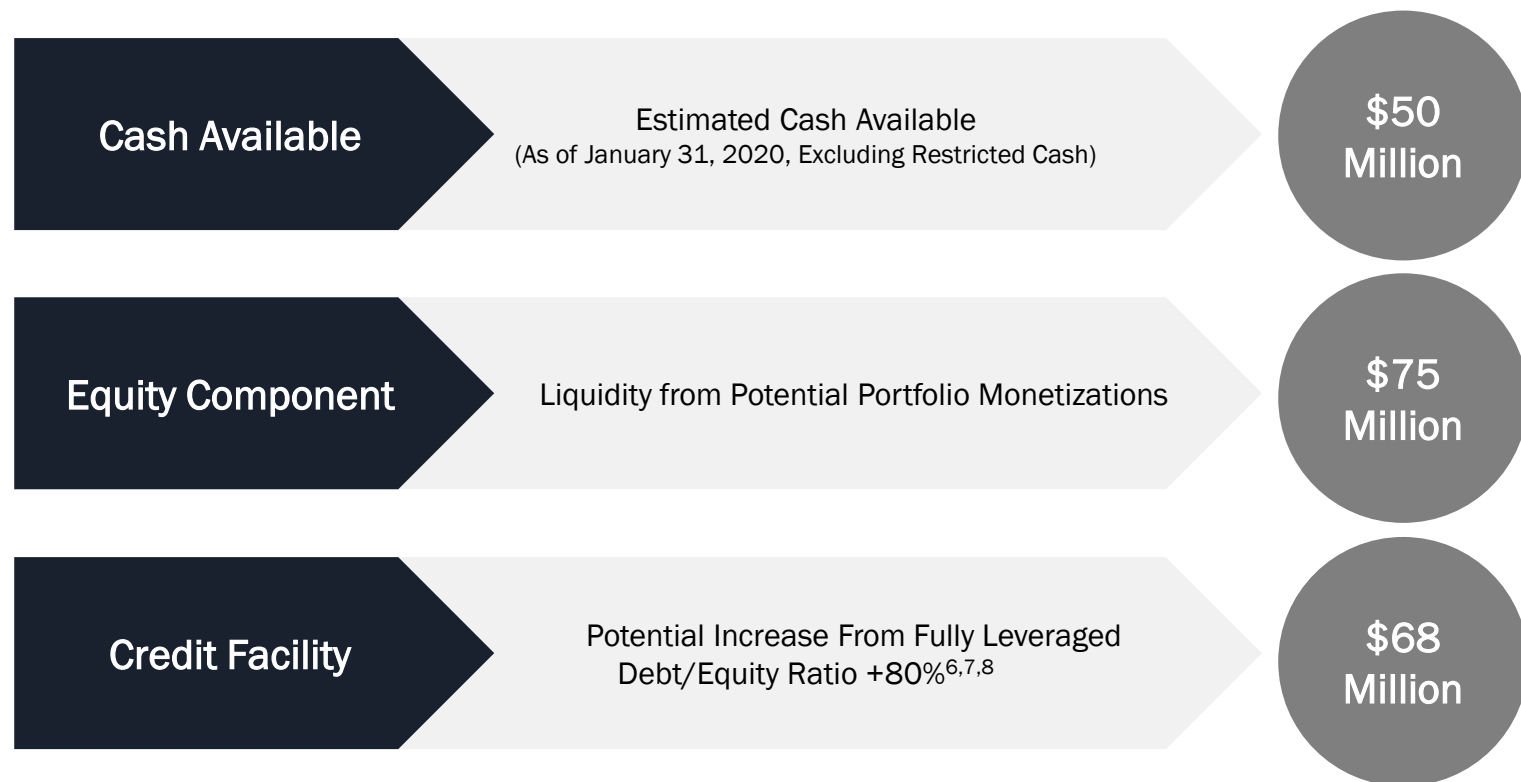 Cash Available
Estimated Cash Available
(As of January 31, 2020, Excluding Restricted Cash)
$50
Million
Equity Component
Liquidity from Potential Portfolio Monetizations
$75
Million
Credit Facility
Potential Increase From Fully Leveraged
Debt/Equity Ratio +80%6,7,8
$68
Million